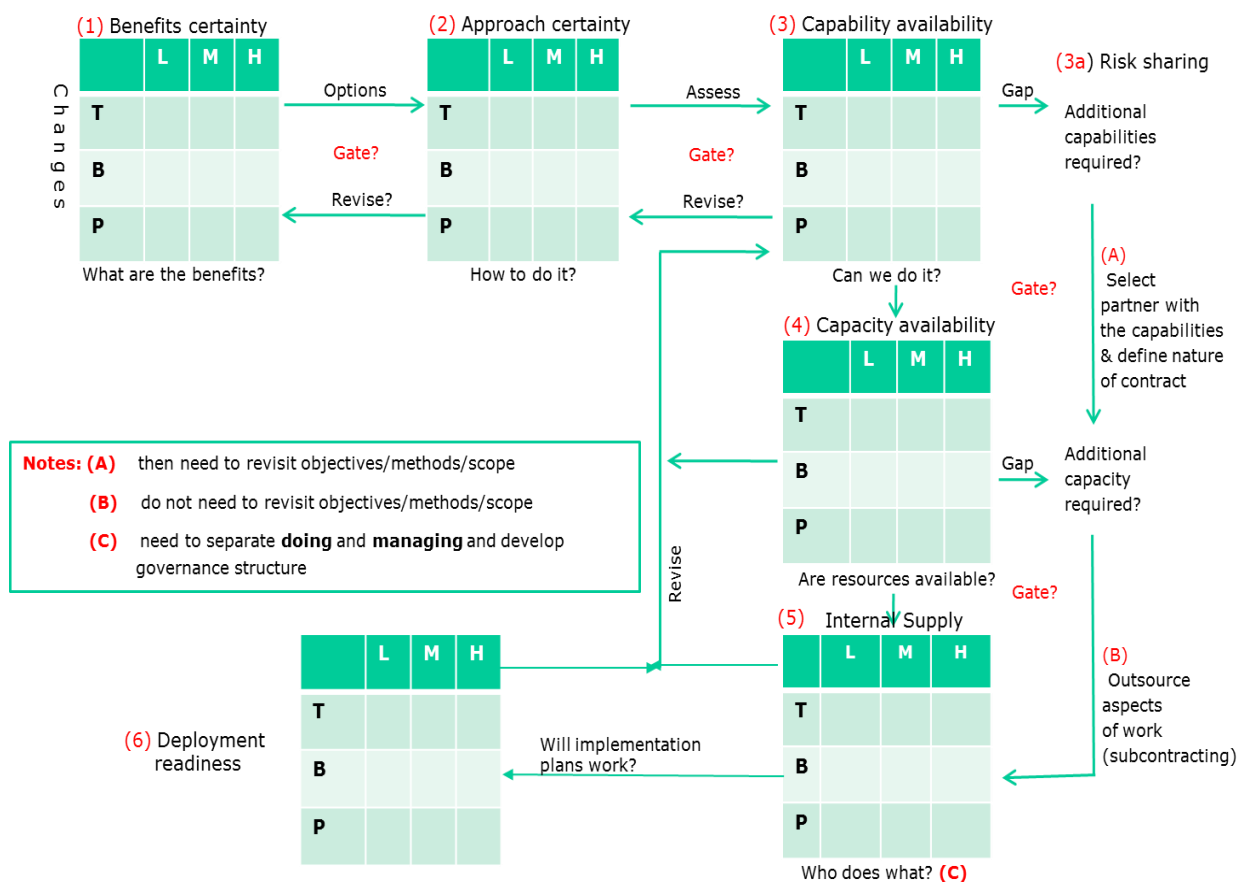 (1) Benefits certainty
L M H
T
B
P
What are the benefits?
Changes
Options
Gate?
Revise?
(2) Approach certainty
L M H
T
B
P
How to do it?
Assess
Gate?
Revise?
(3) Capability availability
L M H
T
B
P
Can we do it?
Gap
(3a) Risk sharing
Additional
capabilities
required?
Gate?
(A)
Select
partner with
the capabilities
& define nature
of contract
(4) Capacity availability
L M H
T
B
P
Are resources available?
Gap
Additional
capacity
required?
Gate?
(B)
Outsource
aspects
of work
(subcontracting)
Notes: (A) then need to revisit objectives/methods/scope
(B) do not need to revisit objectives/methods/scope
(C) need to separate doing and managing and develop
governance structure
Revise
(5) Internal Supply
L M H
T
B
P
Who does what? (C)
Will implementation
plans work?
(6) Deployment
readiness
L M H
T
B
P